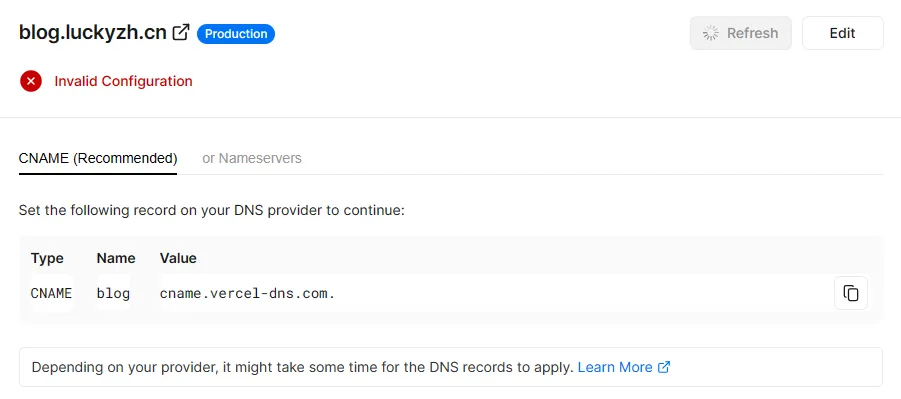 blog.luckyzh.cn Production Refresh Edit
Invalid Configuration
CNAME (Recommended) or Nameservers
Set the following record on your DNS provider to continue:
Type Name Value
CNAME blog cname.vercel-dns.com.
Depending on your provider, it might take some time for the DNS records to apply. Learn More